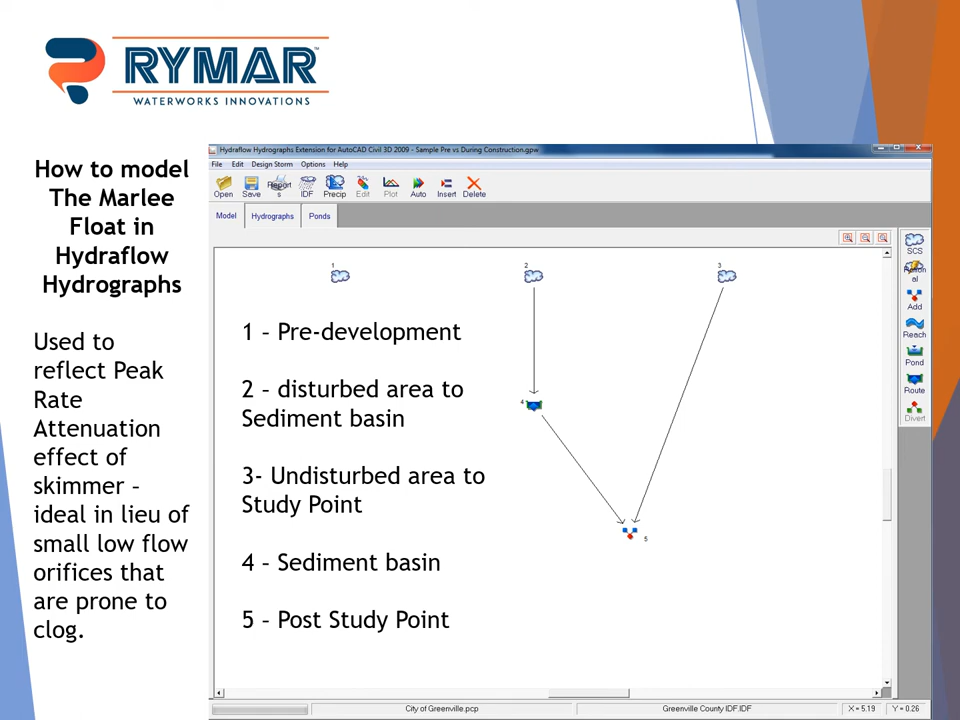 RYMAR™
WATERWORKS INNOVATIONS
How to model
The Marlee
Float in
Hydraflow
Hydrographs
Used to
reflect Peak
Rate
Attenuation
effect of
skimmer –
ideal in lieu of
small low flow
orifices that
are prone to
clog.
Hydraflow Hydrographs Extension for AutoCAD Civil 3D 2009 - Sample Pre vs During Construction.gpw
File Edit Design Storm Options Help
Open Save Reports IDF Precip Edit Plot Auto Insert Delete
Model Hydrographs Ponds
1 2 3
1 – Pre-development
2 – disturbed area to
Sediment basin
4
3- Undisturbed area to
Study Point
5
4 – Sediment basin
5 – Post Study Point
SCS
Add
Reach
Pond
Route
Divert
City of Greenville.pcp Greenville County IDF.IDF X = 5.19 Y = 0.26